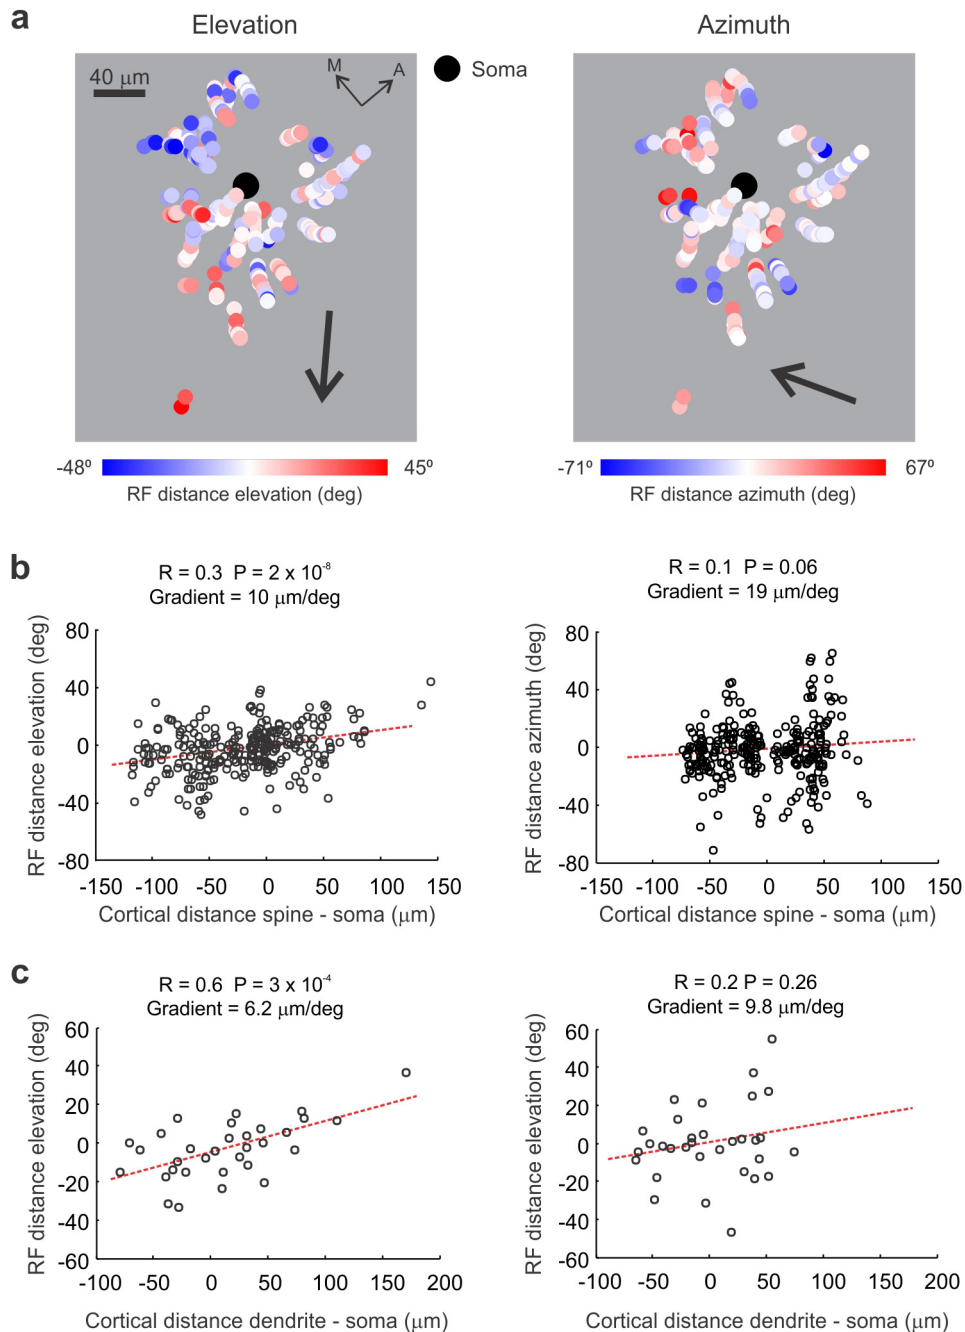 a
Elevation
Azimuth
40 μm
M
A
Soma
M
A
-48º
45º
RF distance elevation (deg)
-71º
67º
RF distance azimuth (deg)
b
R = 0.3 P = 2 x 10⁻⁸
Gradient = 10 μm/deg
RF distance elevation (deg)
80
40
0
-40
-80
-150 -100 -50 0 50 100 150
Cortical distance spine - soma (μm)
R = 0.1 P = 0.06
Gradient = 19 μm/deg
RF distance azimuth (deg)
80
40
0
-40
-80
-150 -100 -50 0 50 100 150
Cortical distance spine - soma (μm)
c
R = 0.6 P = 3 x 10⁻⁴
Gradient = 6.2 μm/deg
RF distance elevation (deg)
60
40
20
0
-20
-40
-60
-100 -50 0 50 100 150 200
Cortical distance dendrite - soma (μm)
R = 0.2 P = 0.26
Gradient = 9.8 μm/deg
RF distance elevation (deg)
60
40
20
0
-20
-40
-60
-100 -50 0 50 100 150 200
Cortical distance dendrite - soma (μm)